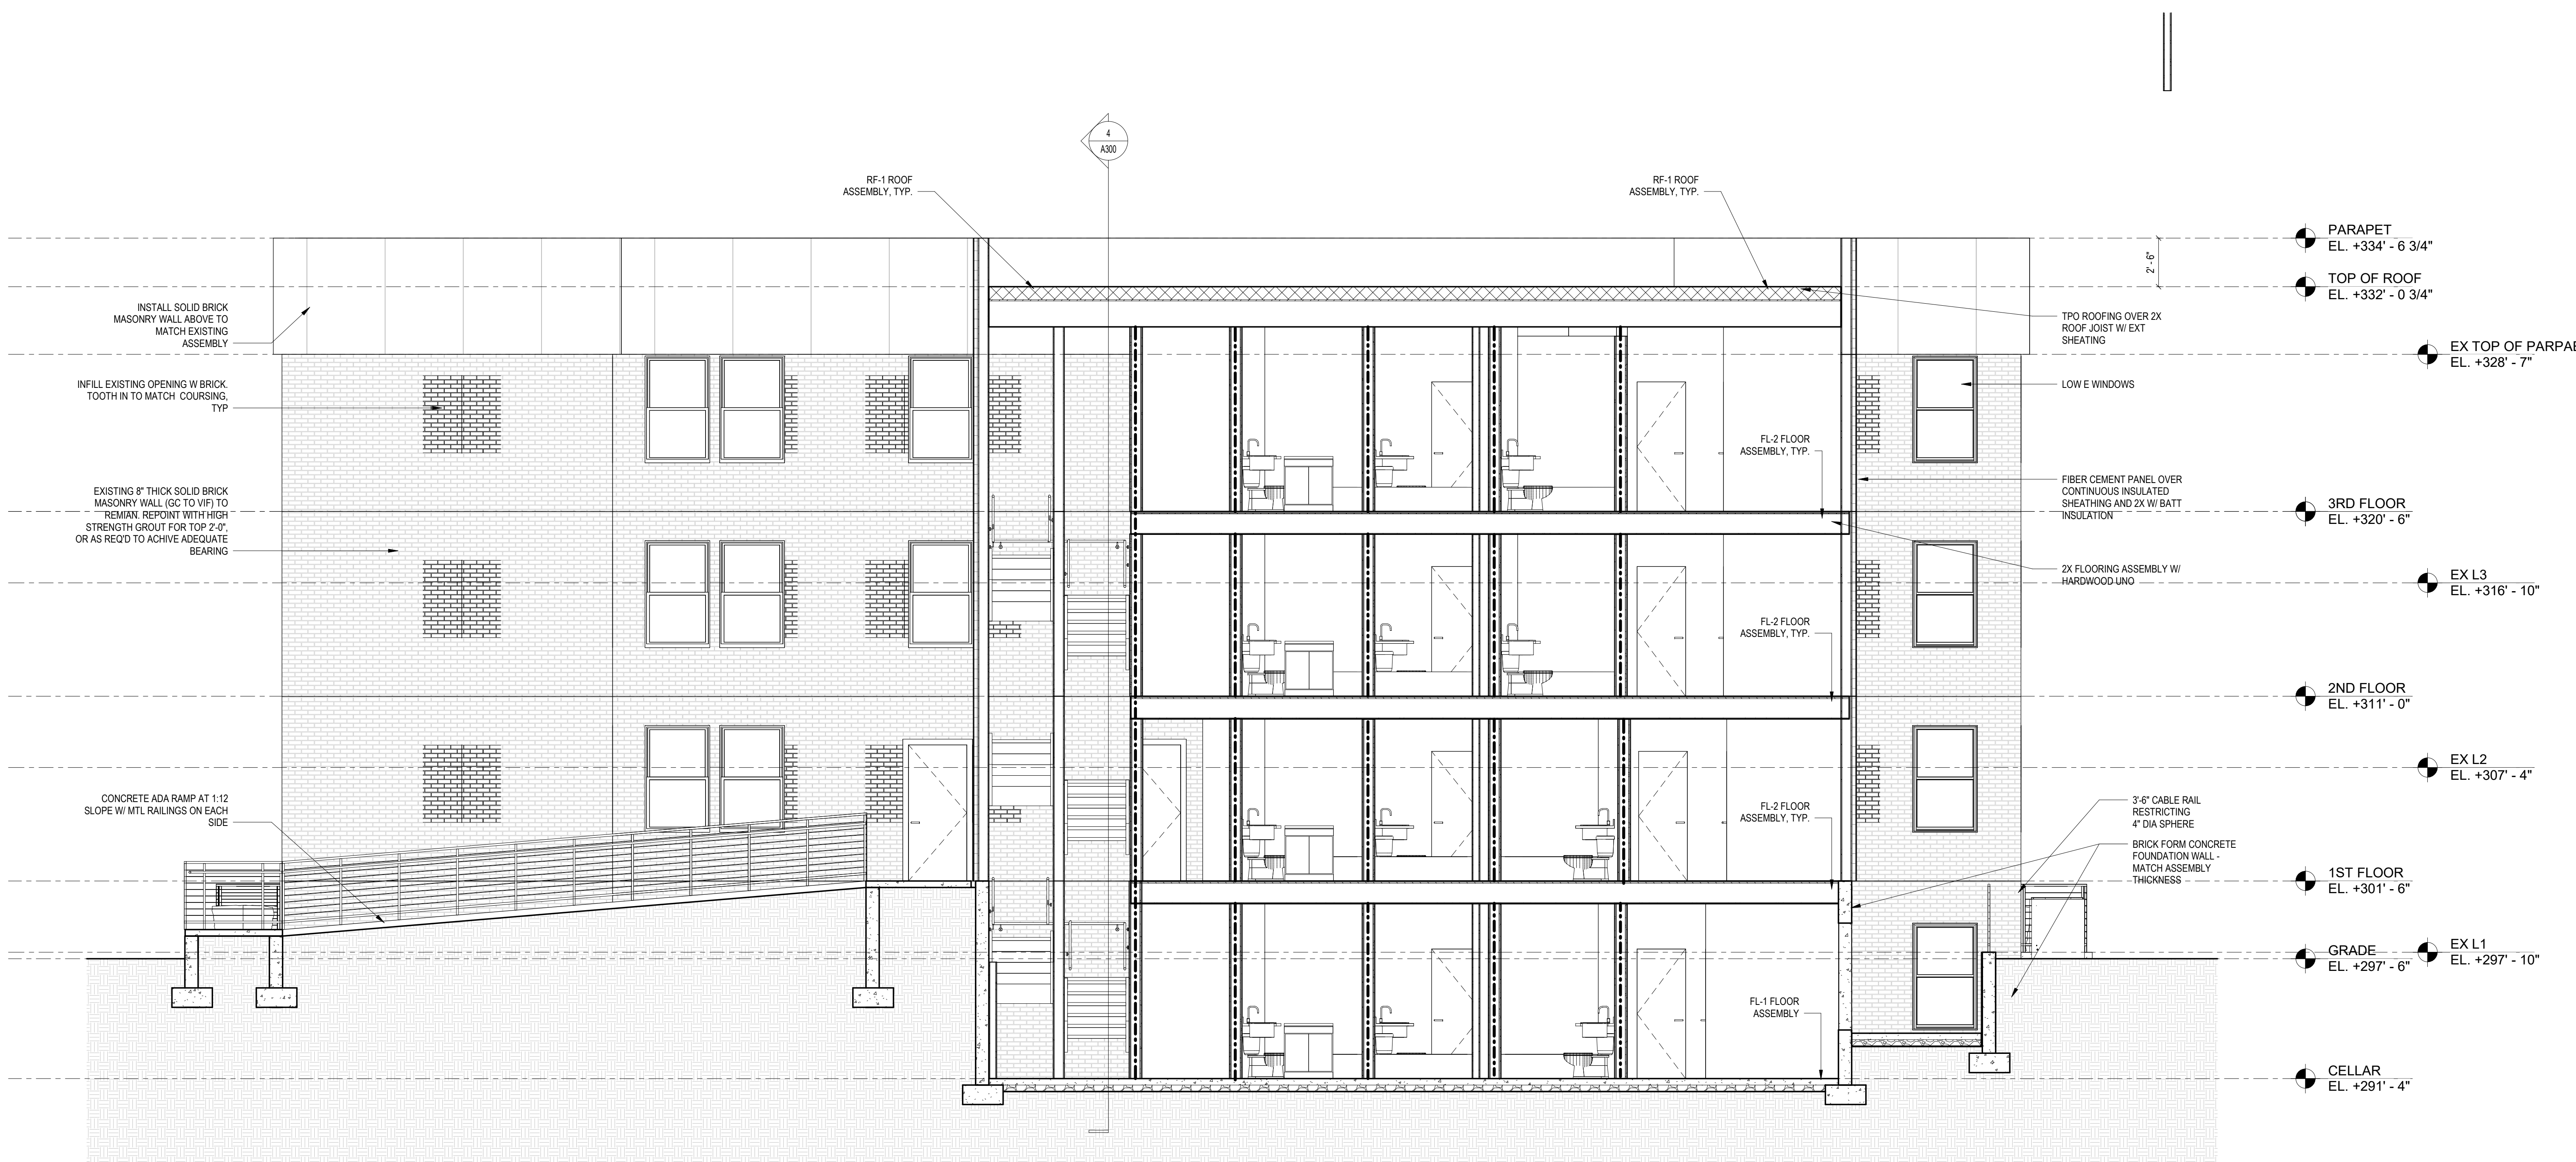 4
A300
RF-1 ROOF
ASSEMBLY, TYP.
RF-1 ROOF
ASSEMBLY, TYP.
INSTALL SOLID BRICK
MASONRY WALL ABOVE TO
MATCH EXISTING
ASSEMBLY
INFILL EXISTING OPENING W BRICK.
TOOTH IN TO MATCH COURSING,
TYP
EXISTING 8" THICK SOLID BRICK
MASONRY WALL (GC TO VIF) TO
REMIAN. REPOINT WITH HIGH
STRENGTH GROUT FOR TOP 2'-0",
OR AS REQ'D TO ACHIVE ADEQUATE
BEARING
CONCRETE ADA RAMP AT 1:12
SLOPE W/ MTL RAILINGS ON EACH
SIDE
FL-2 FLOOR
ASSEMBLY, TYP.
FL-2 FLOOR
ASSEMBLY, TYP.
FL-2 FLOOR
ASSEMBLY, TYP.
FL-1 FLOOR
ASSEMBLY
2' - 6"
TPO ROOFING OVER 2X
ROOF JOIST W/ EXT
SHEATING
LOW E WINDOWS
FIBER CEMENT PANEL OVER
CONTINUOUS INSULATED
SHEATHING AND 2X W/ BATT
INSULATION
2X FLOORING ASSEMBLY W/
HARDWOOD UNO
3'-6" CABLE RAIL
RESTRICTING
4" DIA SPHERE
BRICK FORM CONCRETE
FOUNDATION WALL -
MATCH ASSEMBLY
THICKNESS
PARAPET
EL. +334' - 6 3/4"
TOP OF ROOF
EL. +332' - 0 3/4"
EX TOP OF PARPAE
EL. +328' - 7"
3RD FLOOR
EL. +320' - 6"
EX L3
EL. +316' - 10"
2ND FLOOR
EL. +311' - 0"
EX L2
EL. +307' - 4"
1ST FLOOR
EL. +301' - 6"
GRADE
EL. +297' - 6"
EX L1
EL. +297' - 10"
CELLAR
EL. +291' - 4"